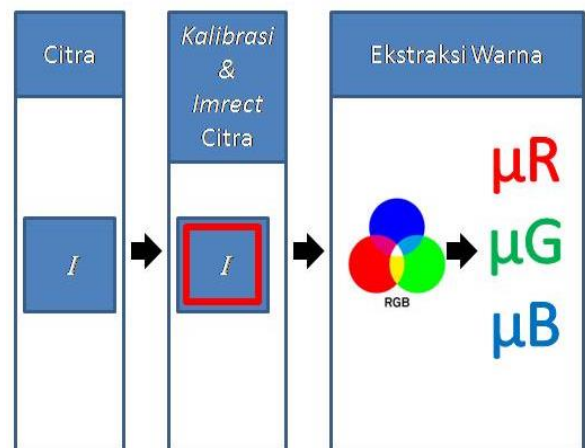 Citra
Kalibrasi
&
Imrect
Citra
Ekstraksi Warna
I
I
RGB
µR
µG
µB